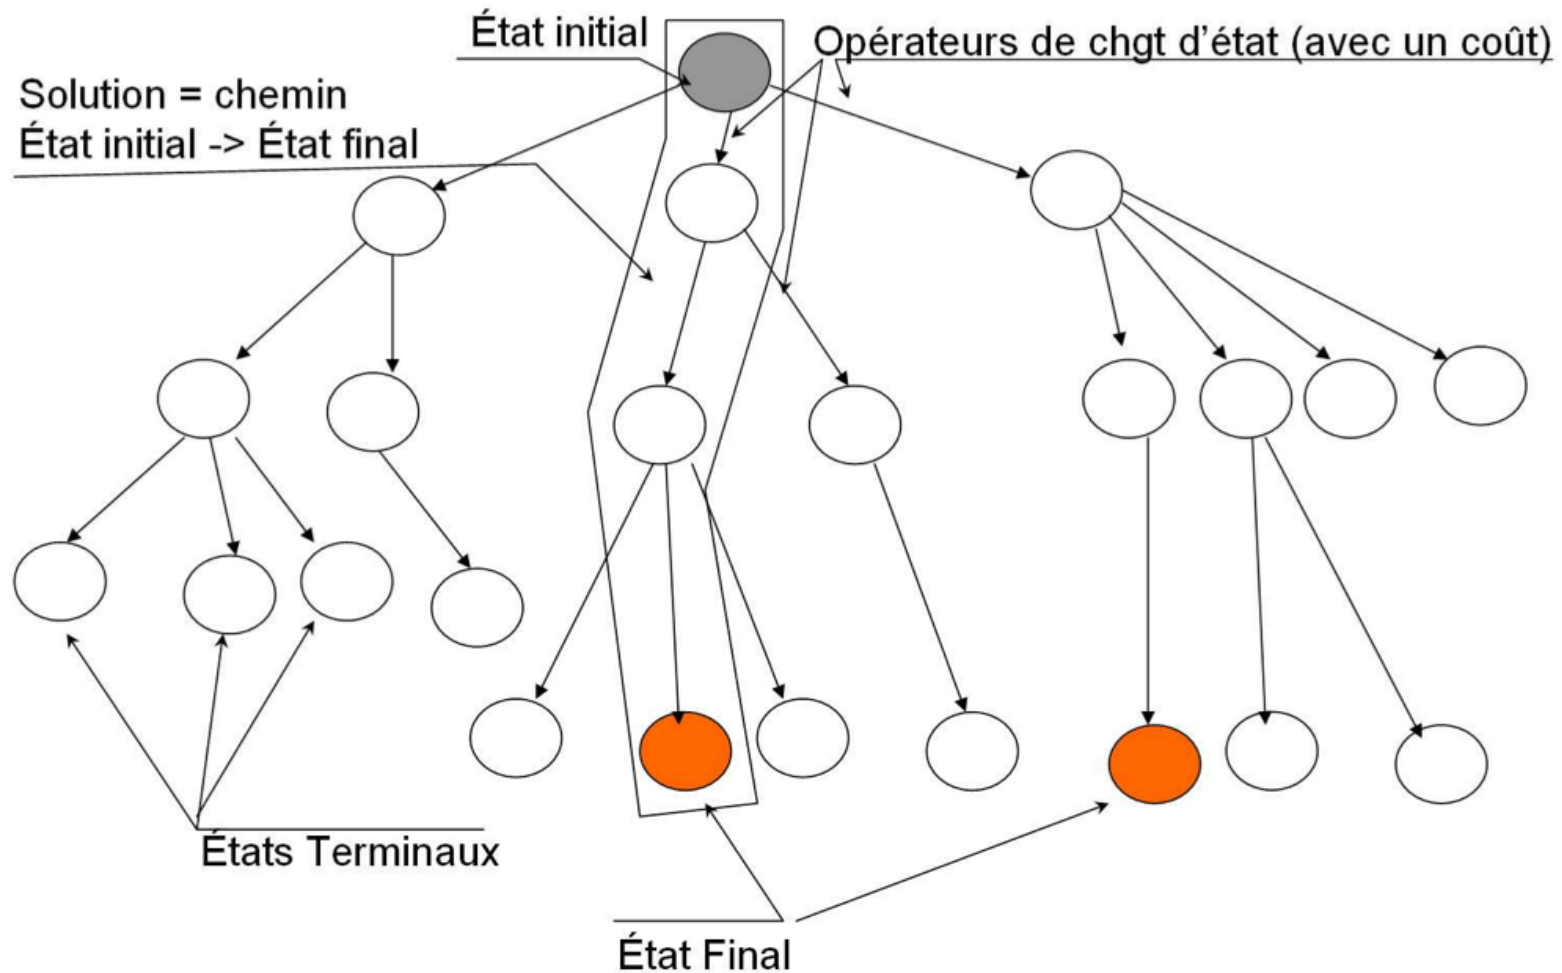 État initial
Opérateurs de chgt d'état (avec un coût)
Solution = chemin
État initial -> État final
États Terminaux
État Final